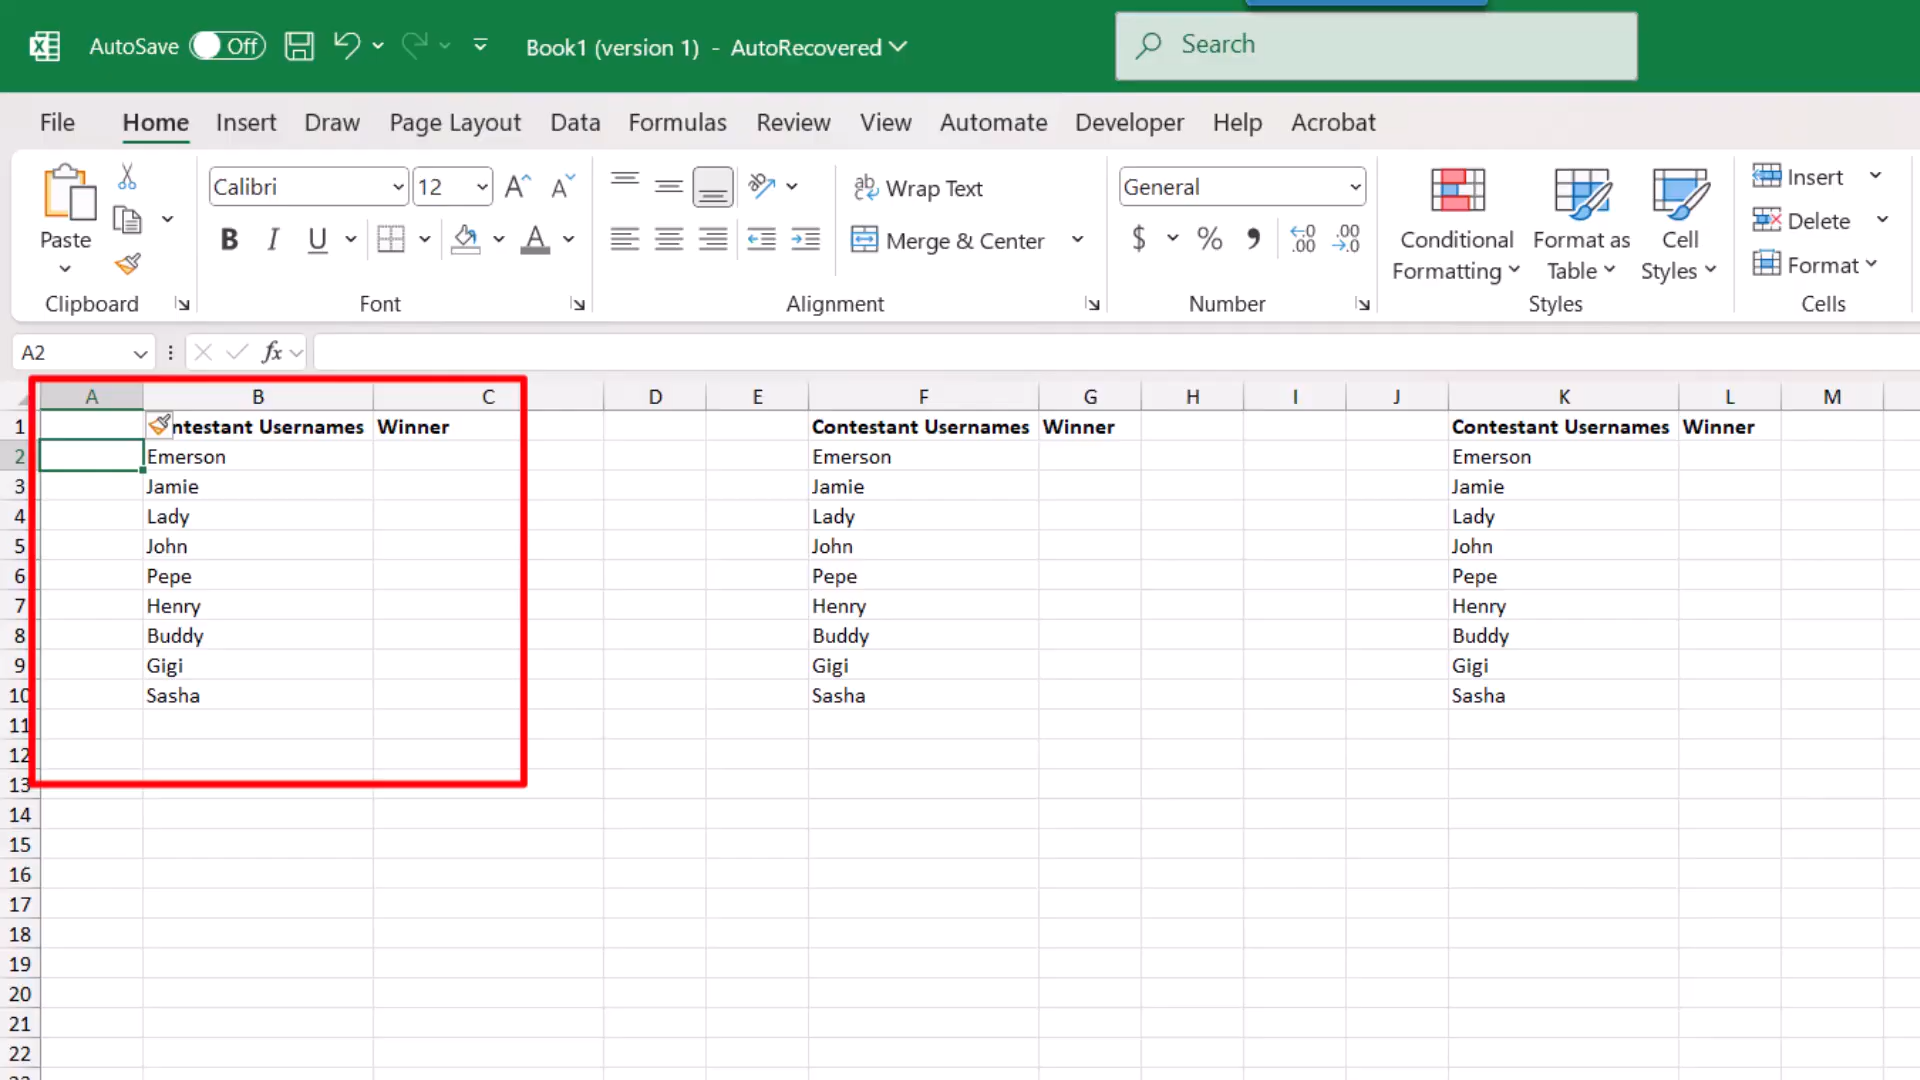 AutoSave Off Book1 (version 1) - AutoRecovered Search
File Home Insert Draw Page Layout Data Formulas Review View Automate Developer Help Acrobat
Calibri 12 Wrap Text General Insert
Paste B I U A Merge & Center $ % Conditional Formatting Format as Table Cell Styles Delete
Format
Clipboard Font Alignment Number Styles Cells
A2 fx
A B C D E F G H I J K L M
1 ntestant Usernames Winner Contestant Usernames Winner Contestant Usernames Winner
2 Emerson Emerson Emerson
3 Jamie Jamie Jamie
4 Lady Lady Lady
5 John John John
6 Pepe Pepe Pepe
7 Henry Henry Henry
8 Buddy Buddy Buddy
9 Gigi Gigi Gigi
10 Sasha Sasha Sasha
11
12
13
14
15
16
17
18
19
20
21
22